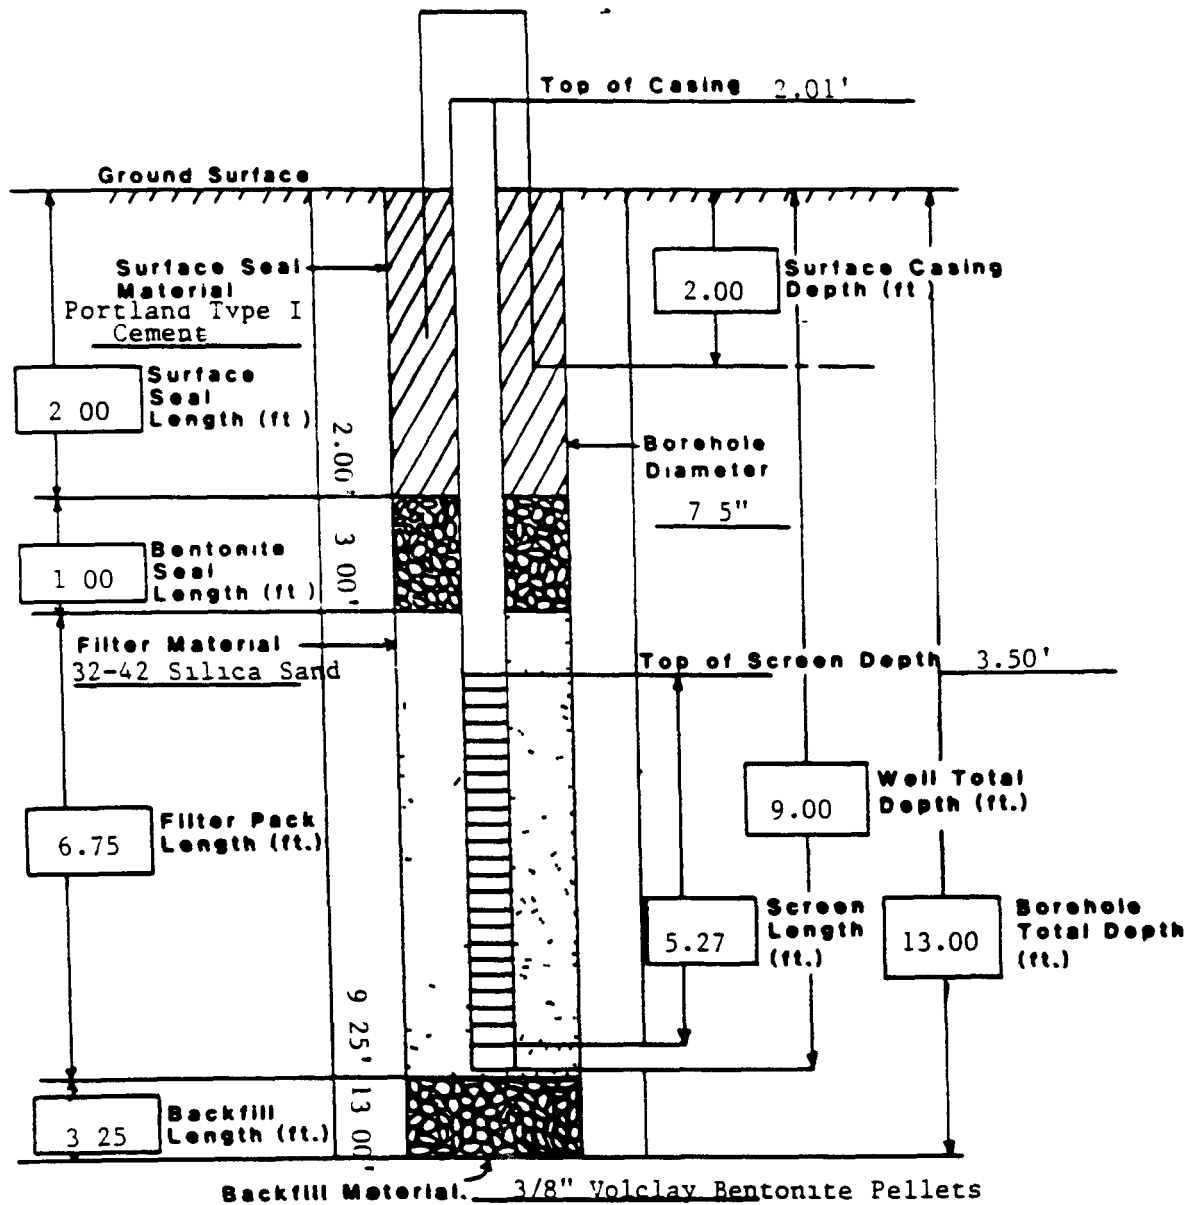 Top of Casing 2.01'
Ground Surface
Surface Seal
Material
Portland Type I
Cement
2.00
Surface Casing
Depth (ft.)
2 00
Surface
Seal
Length (ft )
2.00'
Borehole
Diameter
7 5"
1 00
Bentonite
Seal
Length (ft )
3 00'
Filter Material
32-42 Silica Sand
Top of Screen Depth 3.50'
6.75
Filter Pack
Length (ft.)
9.00
Well Total
Depth (ft.)
5.27
Screen
Length
(ft.)
13.00
Borehole
Total Depth
(ft.)
9 25'
3 25
Backfill
Length (ft.)
13 00'
Backfill Material. 3/8" Volclay Bentonite Pellets